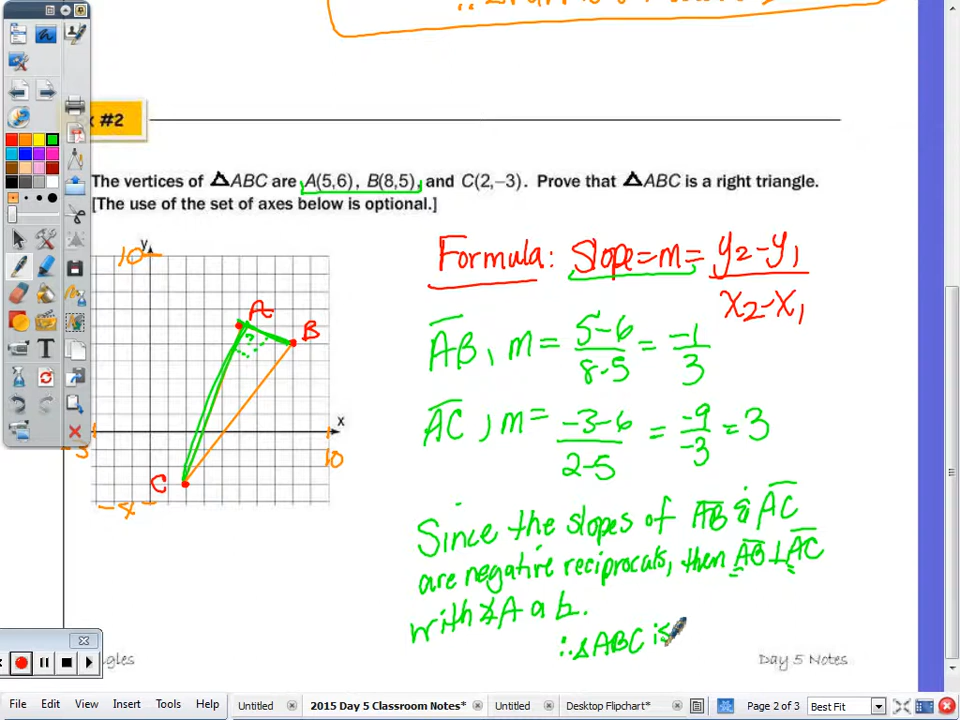 x #2
The vertices of △ABC are A(5,6), B(8,5), and C(2,−3). Prove that △ABC is a right triangle.
[The use of the set of axes below is optional.]
y
10
Formula: Slope=m= y2−y1
x2−x1
A
B
AB, m = 5−6 = −1
8−5 3
x
−3
10
AC, m = −3−6 = −9 = 3
2−5 −3
C
−4
Since the slopes of AB & AC
are negative reciprocals, then AB ⊥ AC
with ∡A a
∴ △ABC is
ngles
Day 5 Notes
File Edit View Insert Tools Help
Untitled
2015 Day 5 Classroom Notes*
Untitled
Desktop Flipchart*
Page 2 of 3
Best Fit